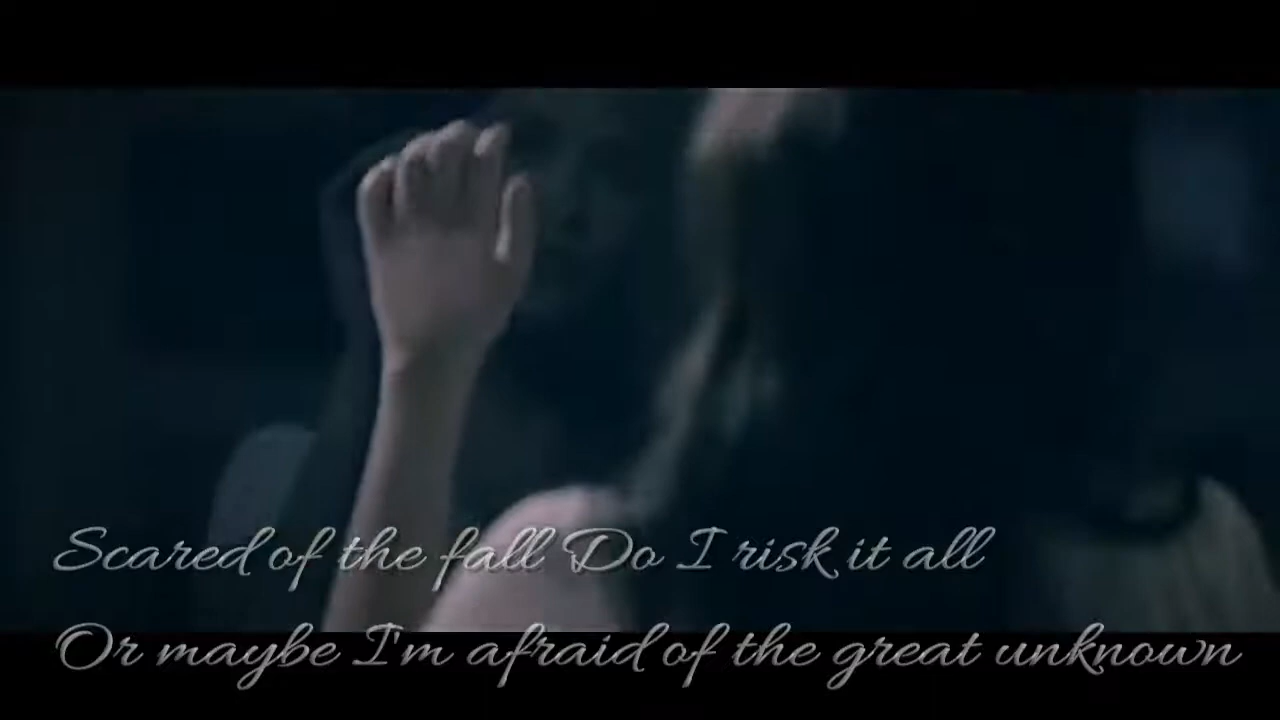 Scared of the fall Do I risk it all
Or maybe I'm afraid of the great unknown